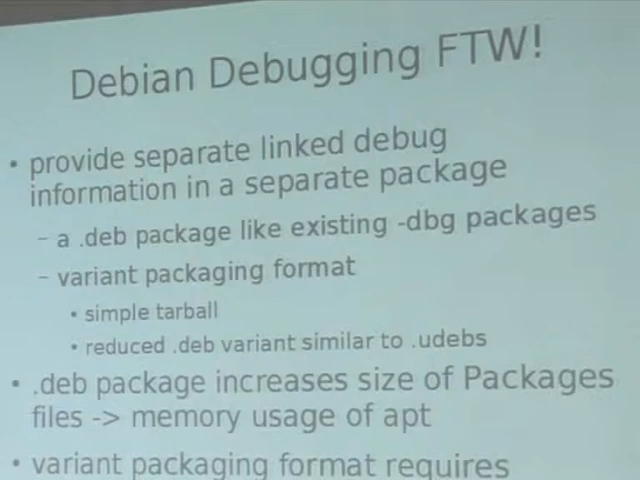 Debian Debugging FTW!
• provide separate linked debug
information in a separate package
– a .deb package like existing -dbg packages
– variant packaging format
• simple tarball
• reduced .deb variant similar to .udebs
• .deb package increases size of Packages
files -> memory usage of apt
• variant packaging format requires